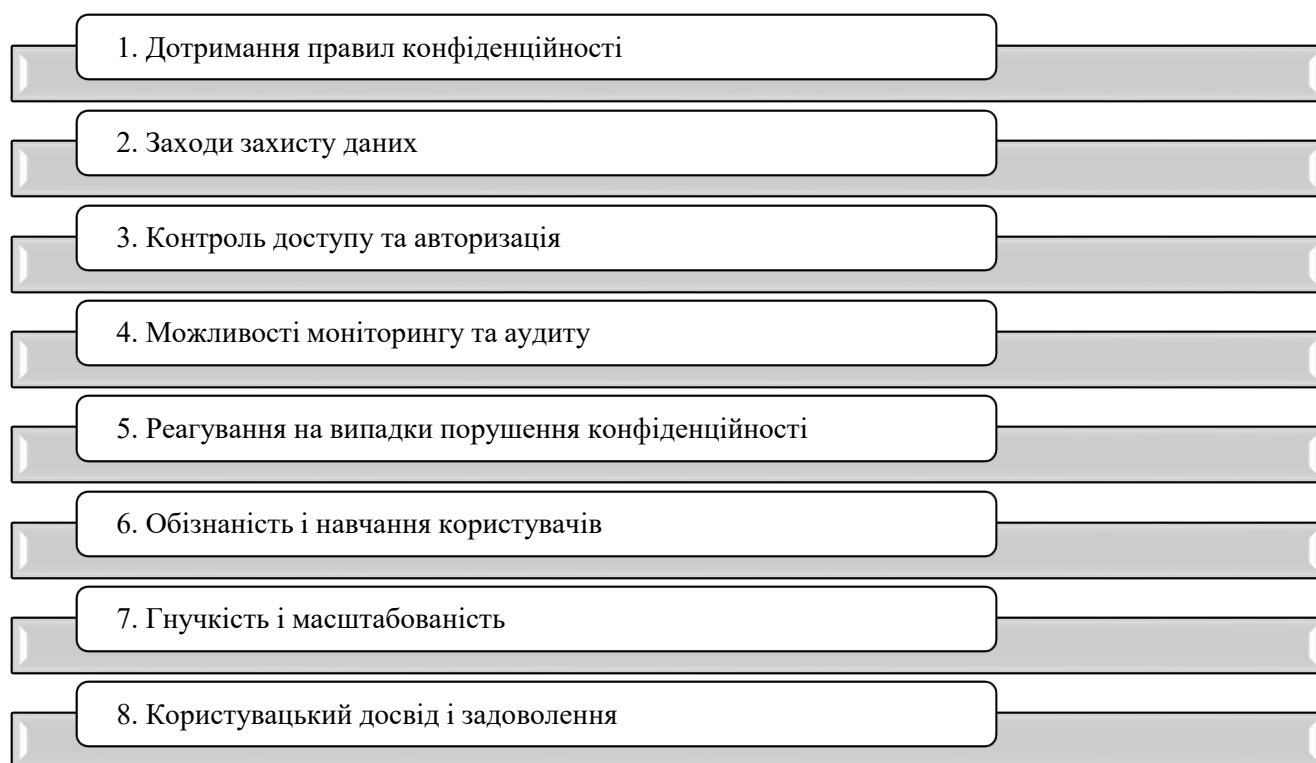 1. Дотримання правил конфіденційності
2. Заходи захисту даних
3. Контроль доступу та авторизація
4. Можливості моніторингу та аудиту
5. Реагування на випадки порушення конфіденційності
6. Обізнаність і навчання користувачів
7. Гнучкість і масштабованість
8. Користувацький досвід і задоволення